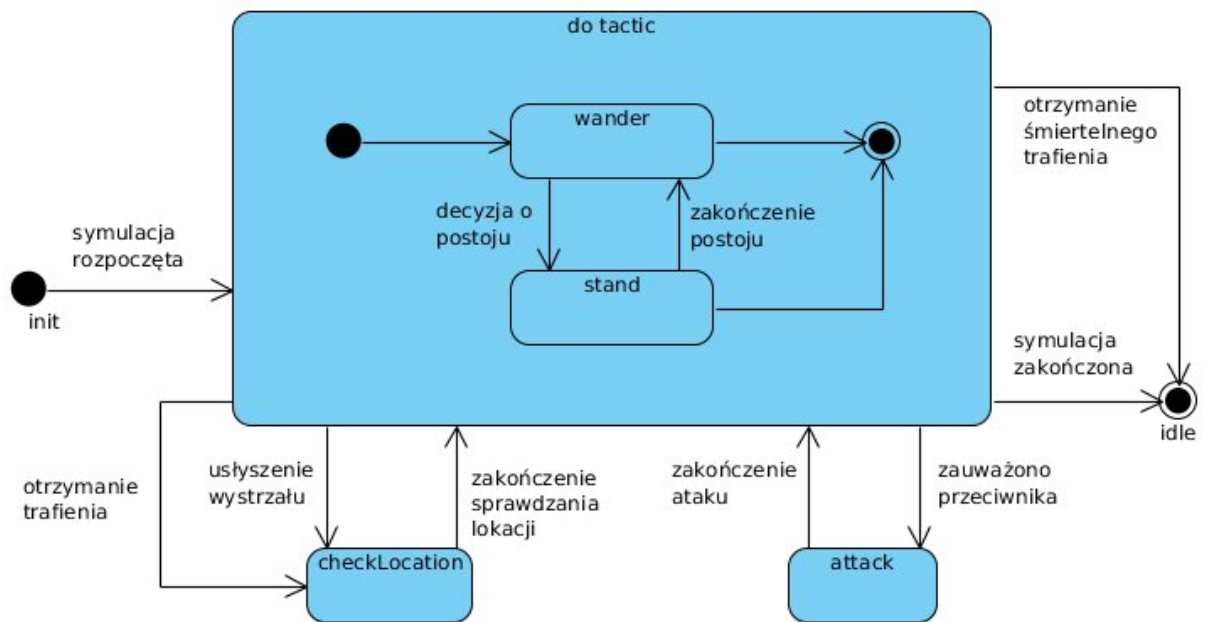 do tactic
wander
decyzja o
postoju
zakończenie
postoju
stand
symulacja
rozpoczęta
init
otrzymanie
śmiertelnego
trafienia
symulacja
zakończona
idle
otrzymanie
trafienia
usłyszenie
wystrzału
zakończenie
sprawdzania
lokacji
checkLocation
zakończenie
ataku
zauważono
przeciwnika
attack